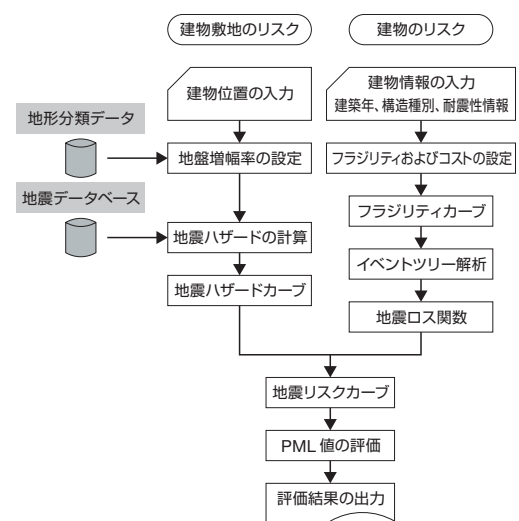 建物敷地のリスク
建物のリスク
建物位置の入力
建物情報の入力
建築年、構造種別、耐震性情報
地形分類データ
地盤増幅率の設定
フラジリティおよびコストの設定
地震データベース
フラジリティカーブ
地震ハザードの計算
イベントツリー解析
地震ハザードカーブ
地震ロス関数
地震リスクカーブ
PML 値の評価
評価結果の出力